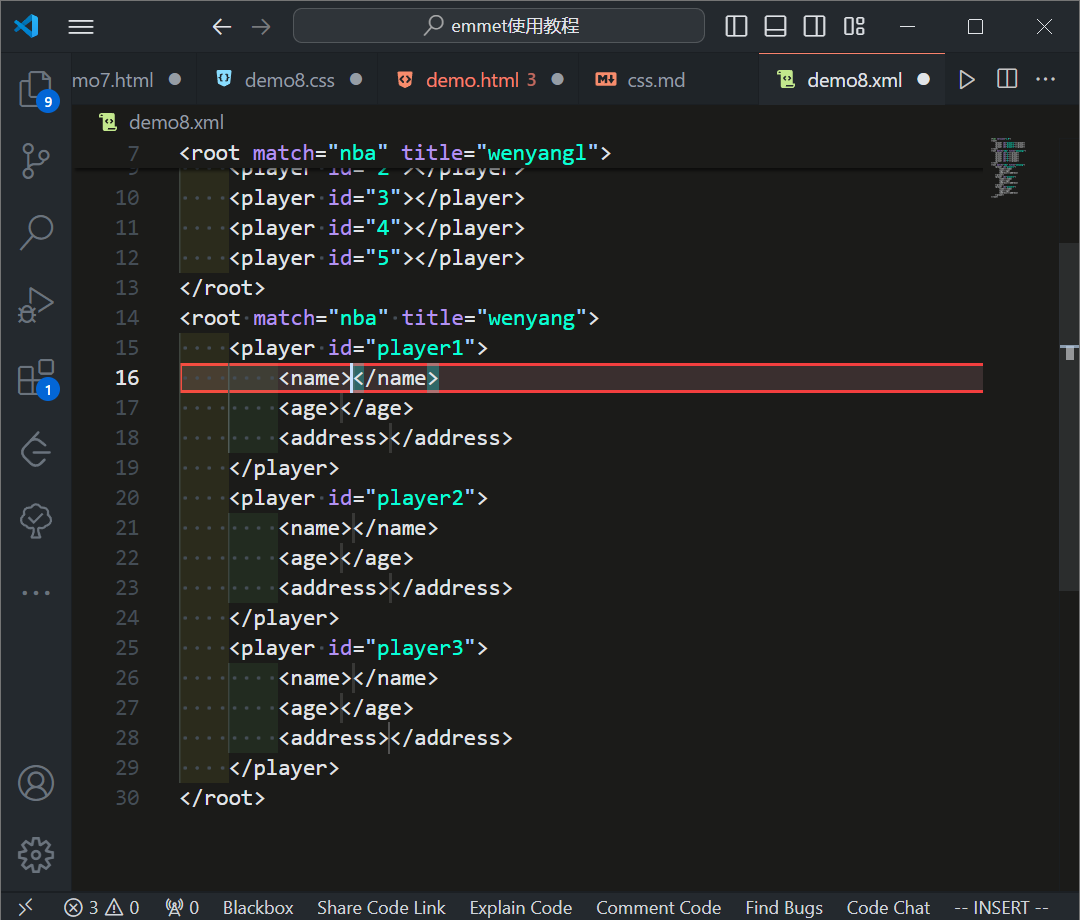 emmet使用教程
mo7.html
demo8.css
demo.html 3
css.md
demo8.xml
demo8.xml
7 <root match="nba" title="wenyangl">
9 <player id="2"></player>
10 <player id="3"></player>
11 <player id="4"></player>
12 <player id="5"></player>
13 </root>
14 <root match="nba" title="wenyang">
15 <player id="player1">
16 <name></name>
17 <age></age>
18 <address></address>
19 </player>
20 <player id="player2">
21 <name></name>
22 <age></age>
23 <address></address>
24 </player>
25 <player id="player3">
26 <name></name>
27 <age></age>
28 <address></address>
29 </player>
30 </root>
9
1
3 0 0 Blackbox Share Code Link Explain Code Comment Code Find Bugs Code Chat -- INSERT --